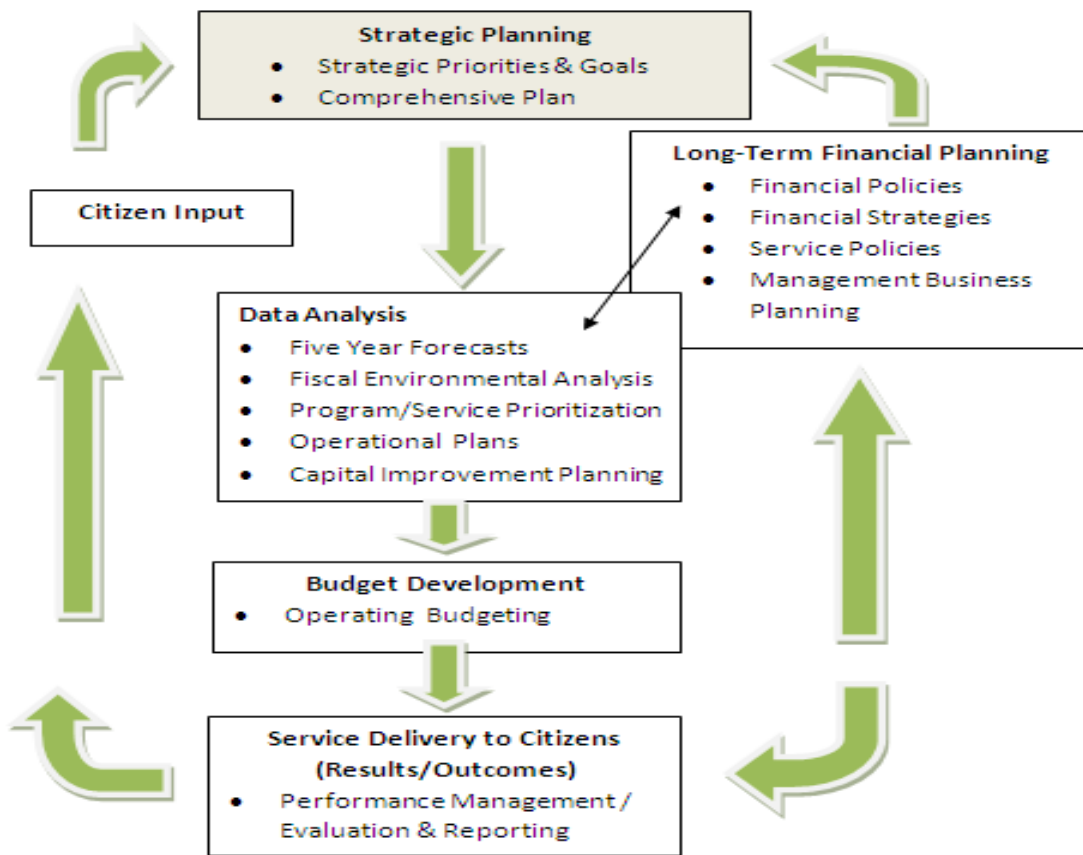 Strategic Planning
• Strategic Priorities & Goals
• Comprehensive Plan
Long-Term Financial Planning
• Financial Policies
• Financial Strategies
• Service Policies
• Management Business
Planning
Citizen Input
Data Analysis
• Five Year Forecasts
• Fiscal Environmental Analysis
• Program/Service Prioritization
• Operational Plans
• Capital Improvement Planning
Budget Development
• Operating Budgeting
Service Delivery to Citizens
(Results/Outcomes)
• Performance Management /
Evaluation & Reporting